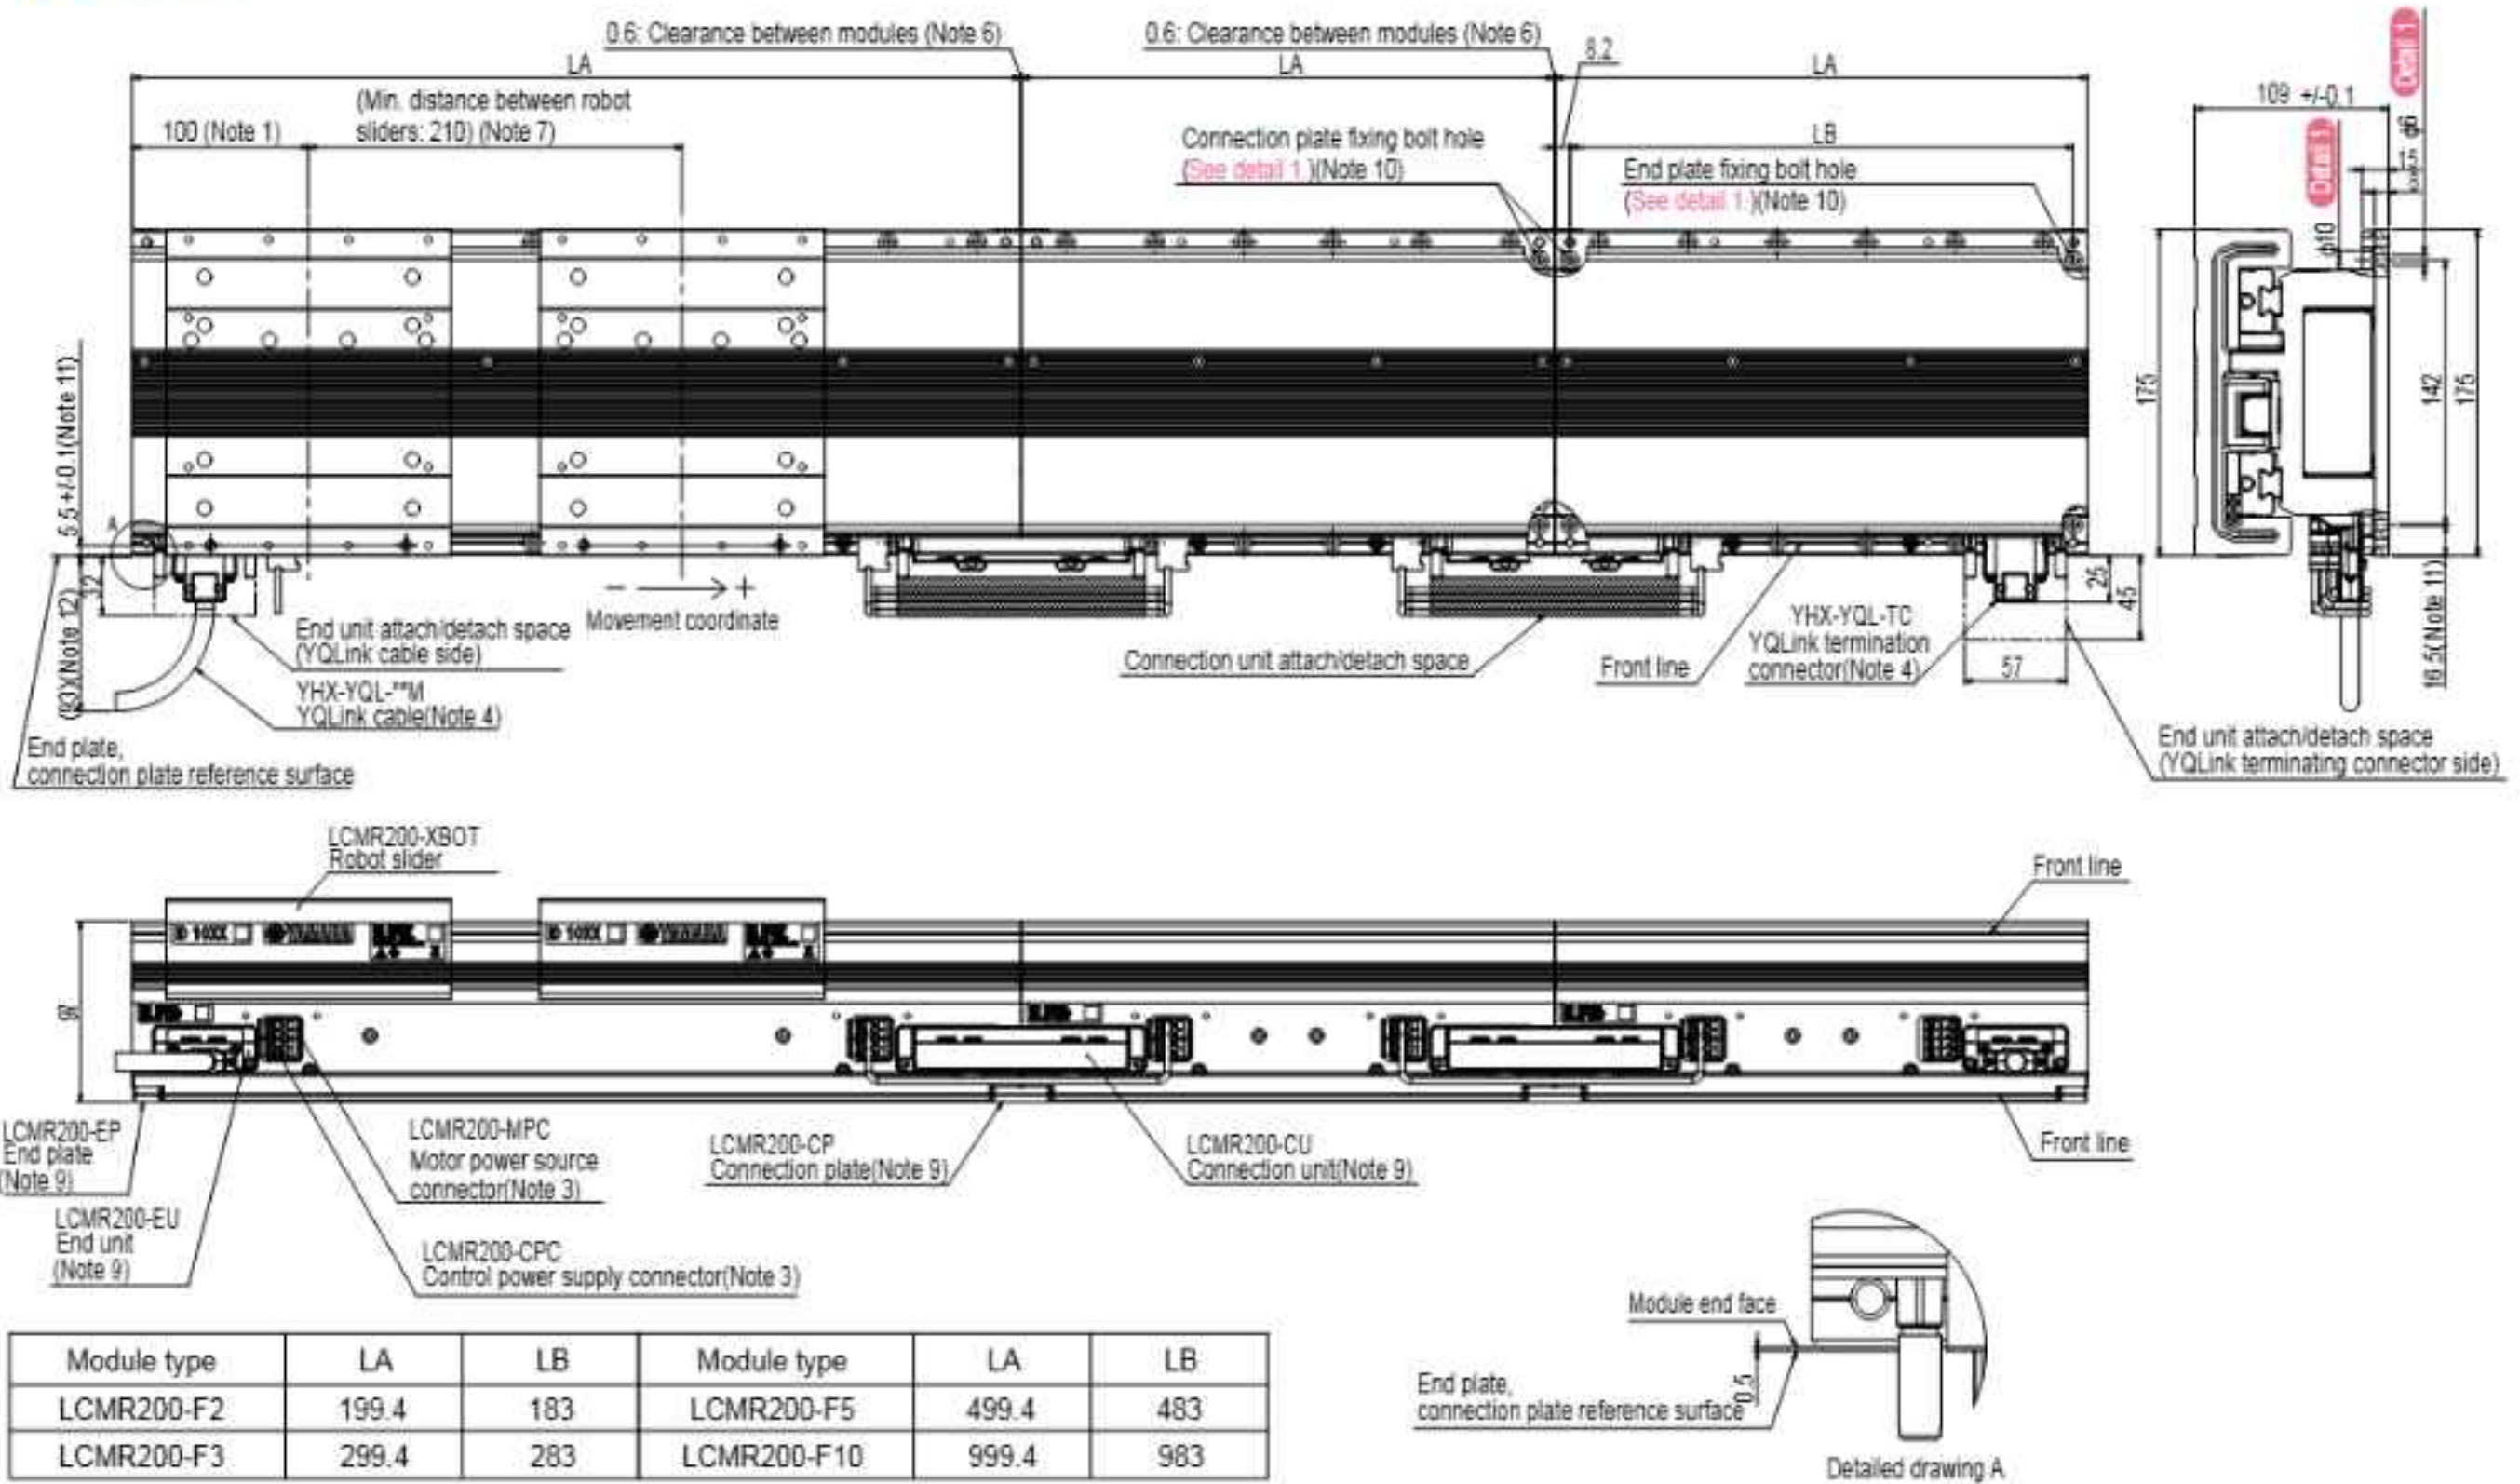 0.6: Clearance between modules (Note 6)
0.6: Clearance between modules (Note 6)
8.2
LA
LA
LA
Detail 1
109 +/-0.1
(Min. distance between robot
sliders: 210) (Note 7)
100 (Note 1)
Connection plate fixing bolt hole
(See detail 1.)(Note 10)
LB
End plate fixing bolt hole
(See detail 1.)(Note 10)
Detail 1
φ10
175
142
175
5.5 +/-0.1(Note 11)
A
12
(93)(Note 12)
End unit attach/detach space
(YQLink cable side)
YHX-YQL-**M
YQLink cable(Note 4)
- +
Movement coordinate
Connection unit attach/detach space
Front line
YHX-YQL-TC
YQLink termination
connector(Note 4)
25
45
57
16.5(Note 11)
End plate,
connection plate reference surface
End unit attach/detach space
(YQLink terminating connector side)
LCMR200-XBOT
Robot slider
Front line
YAMAHA
YAMAHA
LCMR200-EP
End plate
(Note 9)
LCMR200-MPC
Motor power source
connector(Note 3)
LCMR200-CP
Connection plate(Note 9)
LCMR200-CU
Connection unit(Note 9)
Front line
LCMR200-EU
End unit
(Note 9)
LCMR200-CPC
Control power supply connector(Note 3)
Module end face
End plate,
connection plate reference surface
0.5
Detailed drawing A
Module type LA LB Module type LA LB
LCMR200-F2 199.4 183 LCMR200-F5 499.4 483
LCMR200-F3 299.4 283 LCMR200-F10 999.4 983